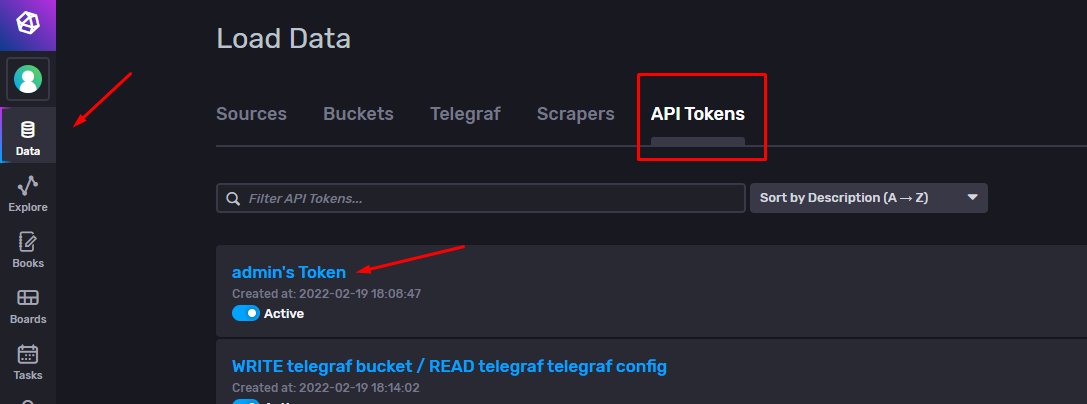 Load Data
Sources Buckets Telegraf Scrapers API Tokens
Data
Explore
Books
Boards
Tasks
Filter API Tokens...
Sort by Description (A → Z)
admin's Token
Created at: 2022-02-19 18:08:47
Active
WRITE telegraf bucket / READ telegraf telegraf config
Created at: 2022-02-19 18:14:02